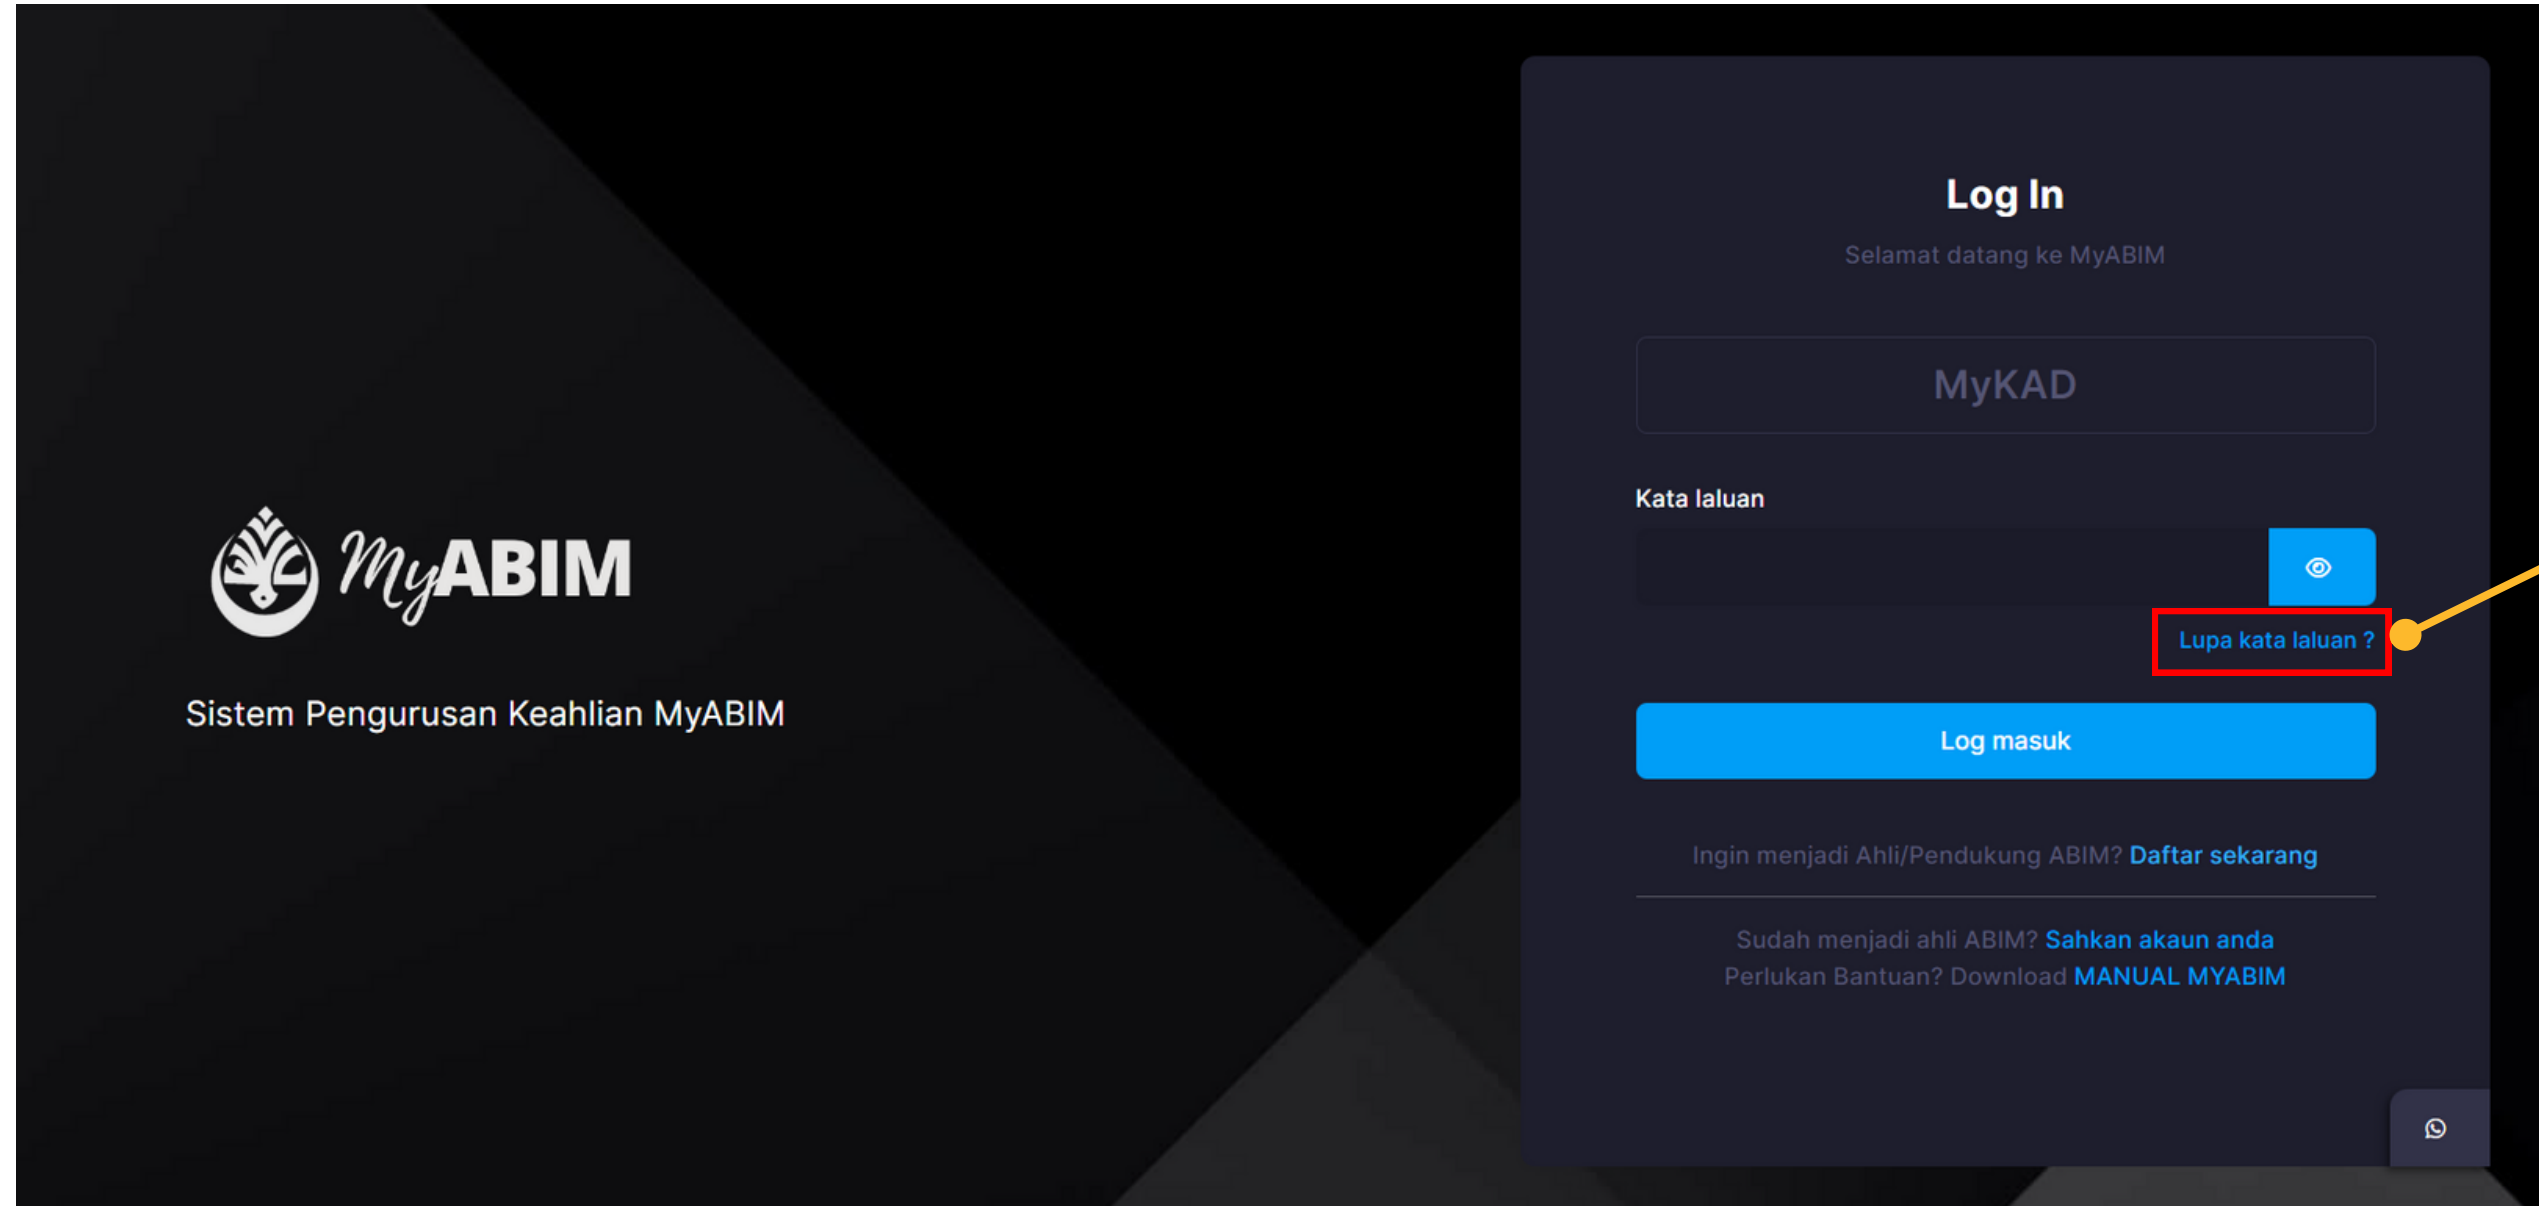 MyABIM
Sistem Pengurusan Keahlian MyABIM
Log In
Selamat datang ke MyABIM
MyKAD
Kata laluan
Lupa kata laluan ?
Log masuk
Ingin menjadi Ahli/Pendukung ABIM? Daftar sekarang
Sudah menjadi ahli ABIM? Sahkan akaun anda
Perlukan Bantuan? Download MANUAL MYABIM